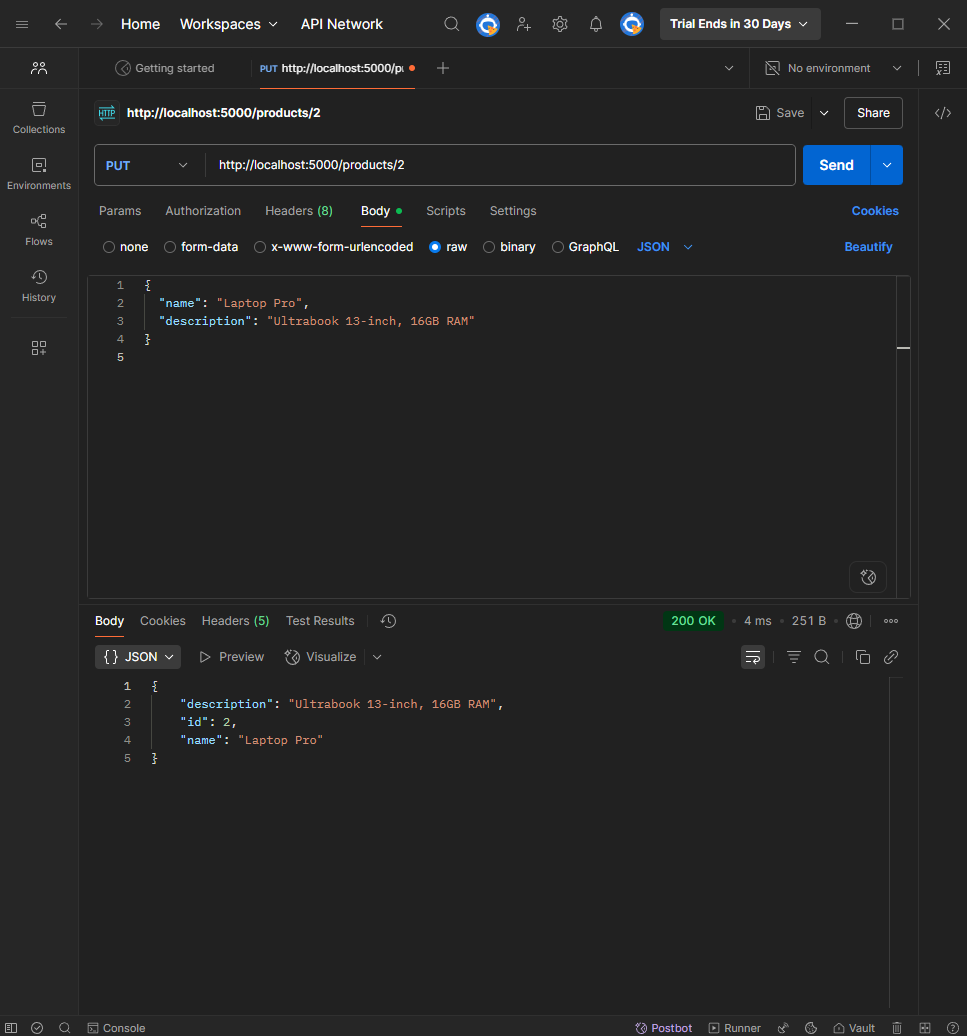 Home Workspaces API Network Trial Ends in 30 Days
Getting started PUT http://localhost:5000/p No environment
Collections
Environments
Flows
History
HTTP http://localhost:5000/products/2 Save Share
PUT http://localhost:5000/products/2 Send
Params Authorization Headers (8) Body Scripts Settings Cookies
none form-data x-www-form-urlencoded raw binary GraphQL JSON Beautify
1 {
2 "name": "Laptop Pro",
3 "description": "Ultrabook 13-inch, 16GB RAM"
4 }
5
Body Cookies Headers (5) Test Results 200 OK 4 ms 251 B
{} JSON Preview Visualize
1 {
2 "description": "Ultrabook 13-inch, 16GB RAM",
3 "id": 2,
4 "name": "Laptop Pro"
5 }
Console Postbot Runner Vault